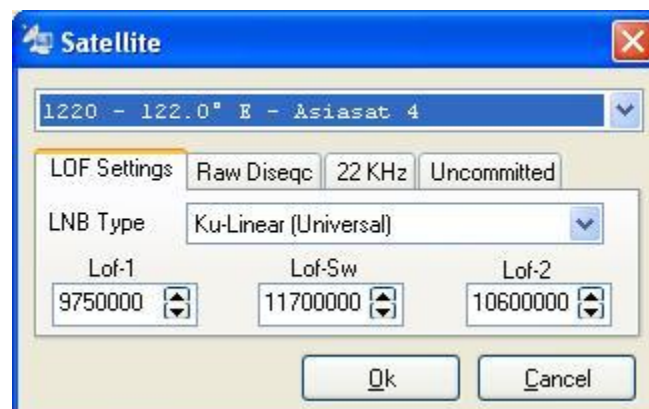 Satellite
1220 - 122.0° E - Asiasat 4
LOF Settings Raw Diseqc 22 KHz Uncommitted
LNB Type Ku-Linear (Universal)
Lof-1 Lof-Sw Lof-2
9750000 11700000 10600000
Ok Cancel